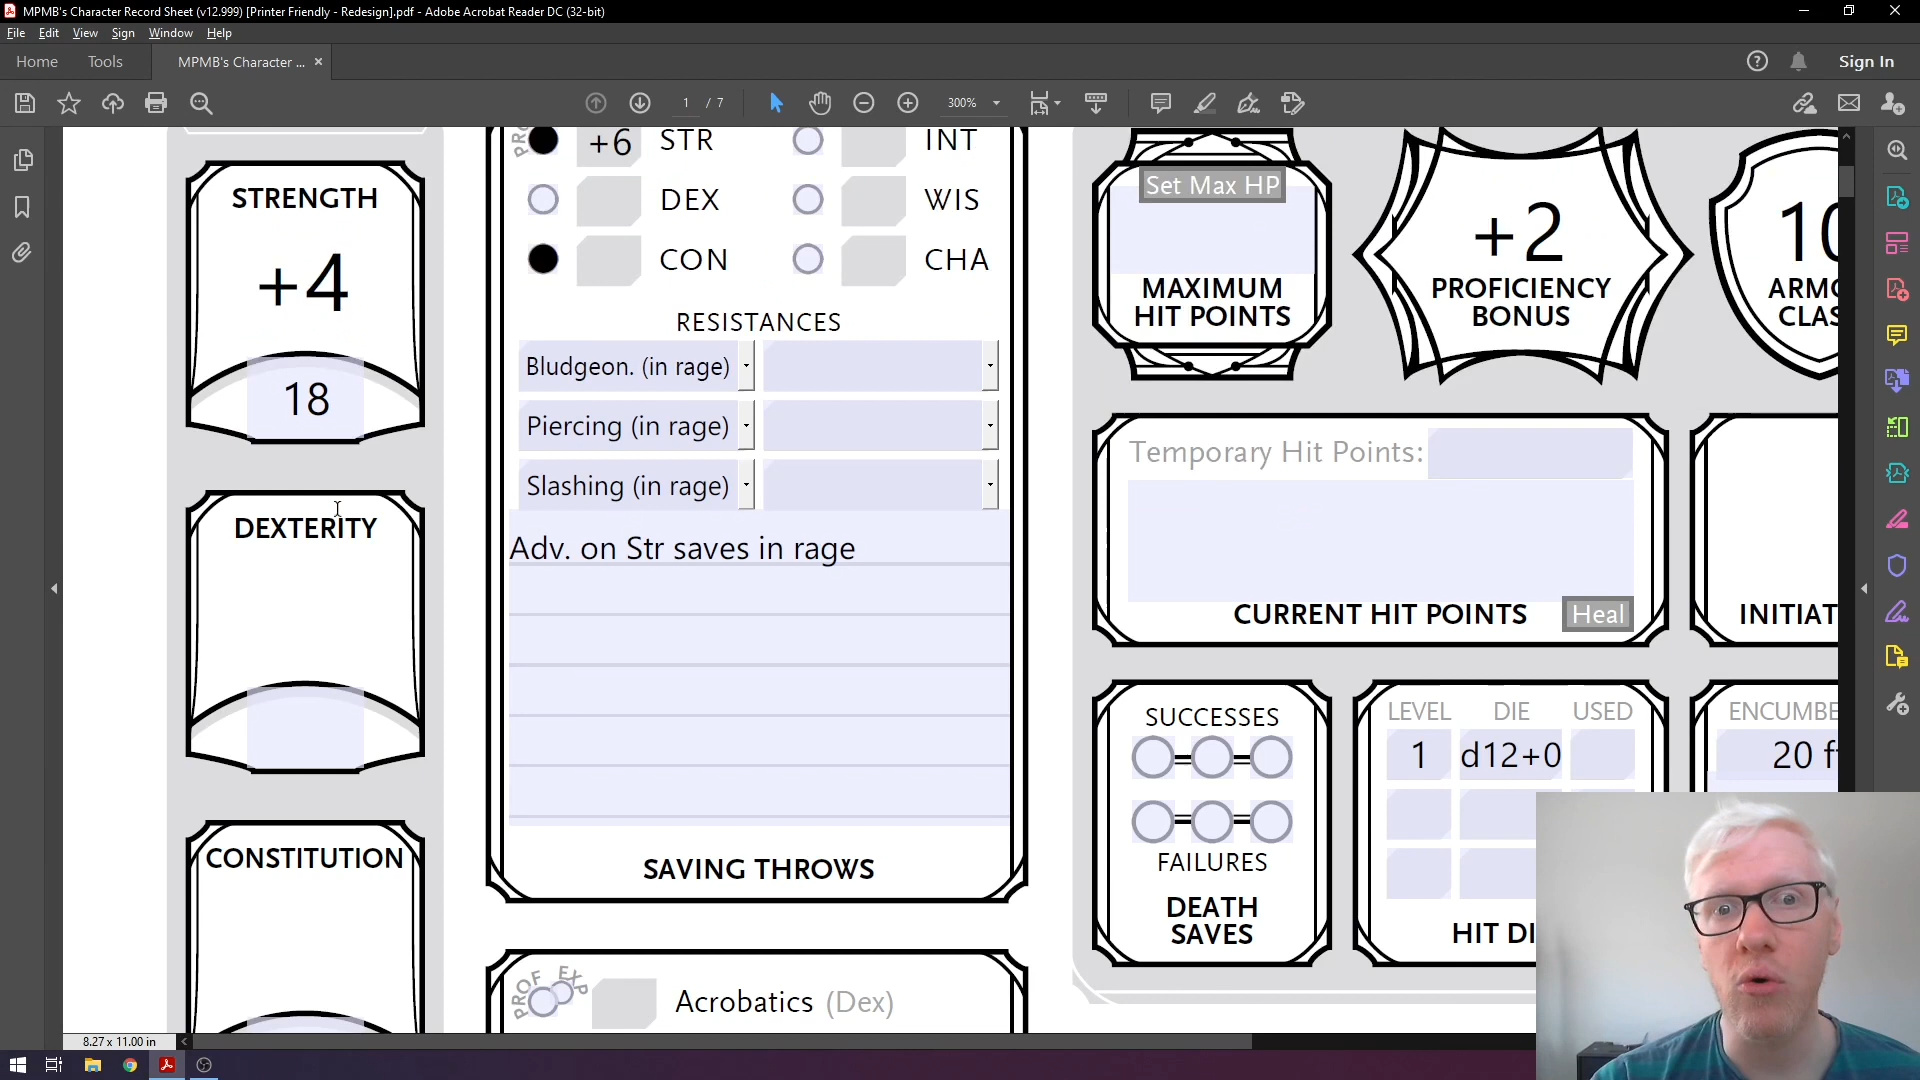 MPMB's Character Record Sheet (v12.999) [Printer Friendly - Redesign].pdf - Adobe Acrobat Reader DC (32-bit)
File Edit View Sign Window Help
Home Tools MPMB's Character ... Sign In
1 / 7 300%
PROF
+6 STR INT
DEX WIS
CON CHA
RESISTANCES
Bludgeon. (in rage)
Piercing (in rage)
Slashing (in rage)
Adv. on Str saves in rage
SAVING THROWS
STRENGTH
+4
18
DEXTERITY
CONSTITUTION
PROF EXP
Acrobatics (Dex)
Set Max HP
MAXIMUM
HIT POINTS
+2
PROFICIENCY
BONUS
10
ARMO
CLAS
Temporary Hit Points:
CURRENT HIT POINTS Heal
INITIAT
SUCCESSES
FAILURES
DEATH
SAVES
LEVEL DIE USED
1 d12+0
HIT DI
ENCUMBE
20 f
8.27 x 11.00 in